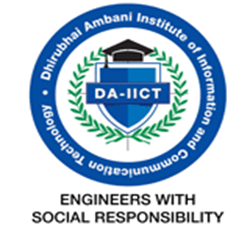 Dhirubhai Ambani Institute of Information and Communication Technology •
DA-IICT
ENGINEERS WITH
SOCIAL RESPONSIBILITY